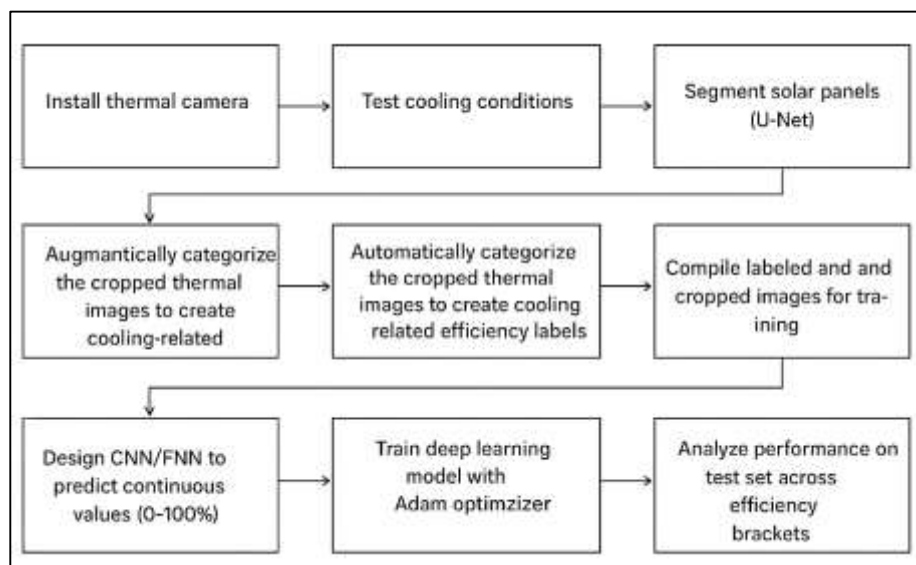 Install thermal camera
Test cooling conditions
Segment solar panels
(U-Net)
Augmantically categorize
the cropped thermal
images to create
cooling-related
Automatically categorize
the cropped thermal
images to create cooling
related efficiency labels
Compile labeled and and
cropped images for tra-
ining
Design CNN/FNN to
predict continuous
values (0-100%)
Train deep learning
model with
Adam optimzizer
Analyze performance on
test set across
efficiency
brackets